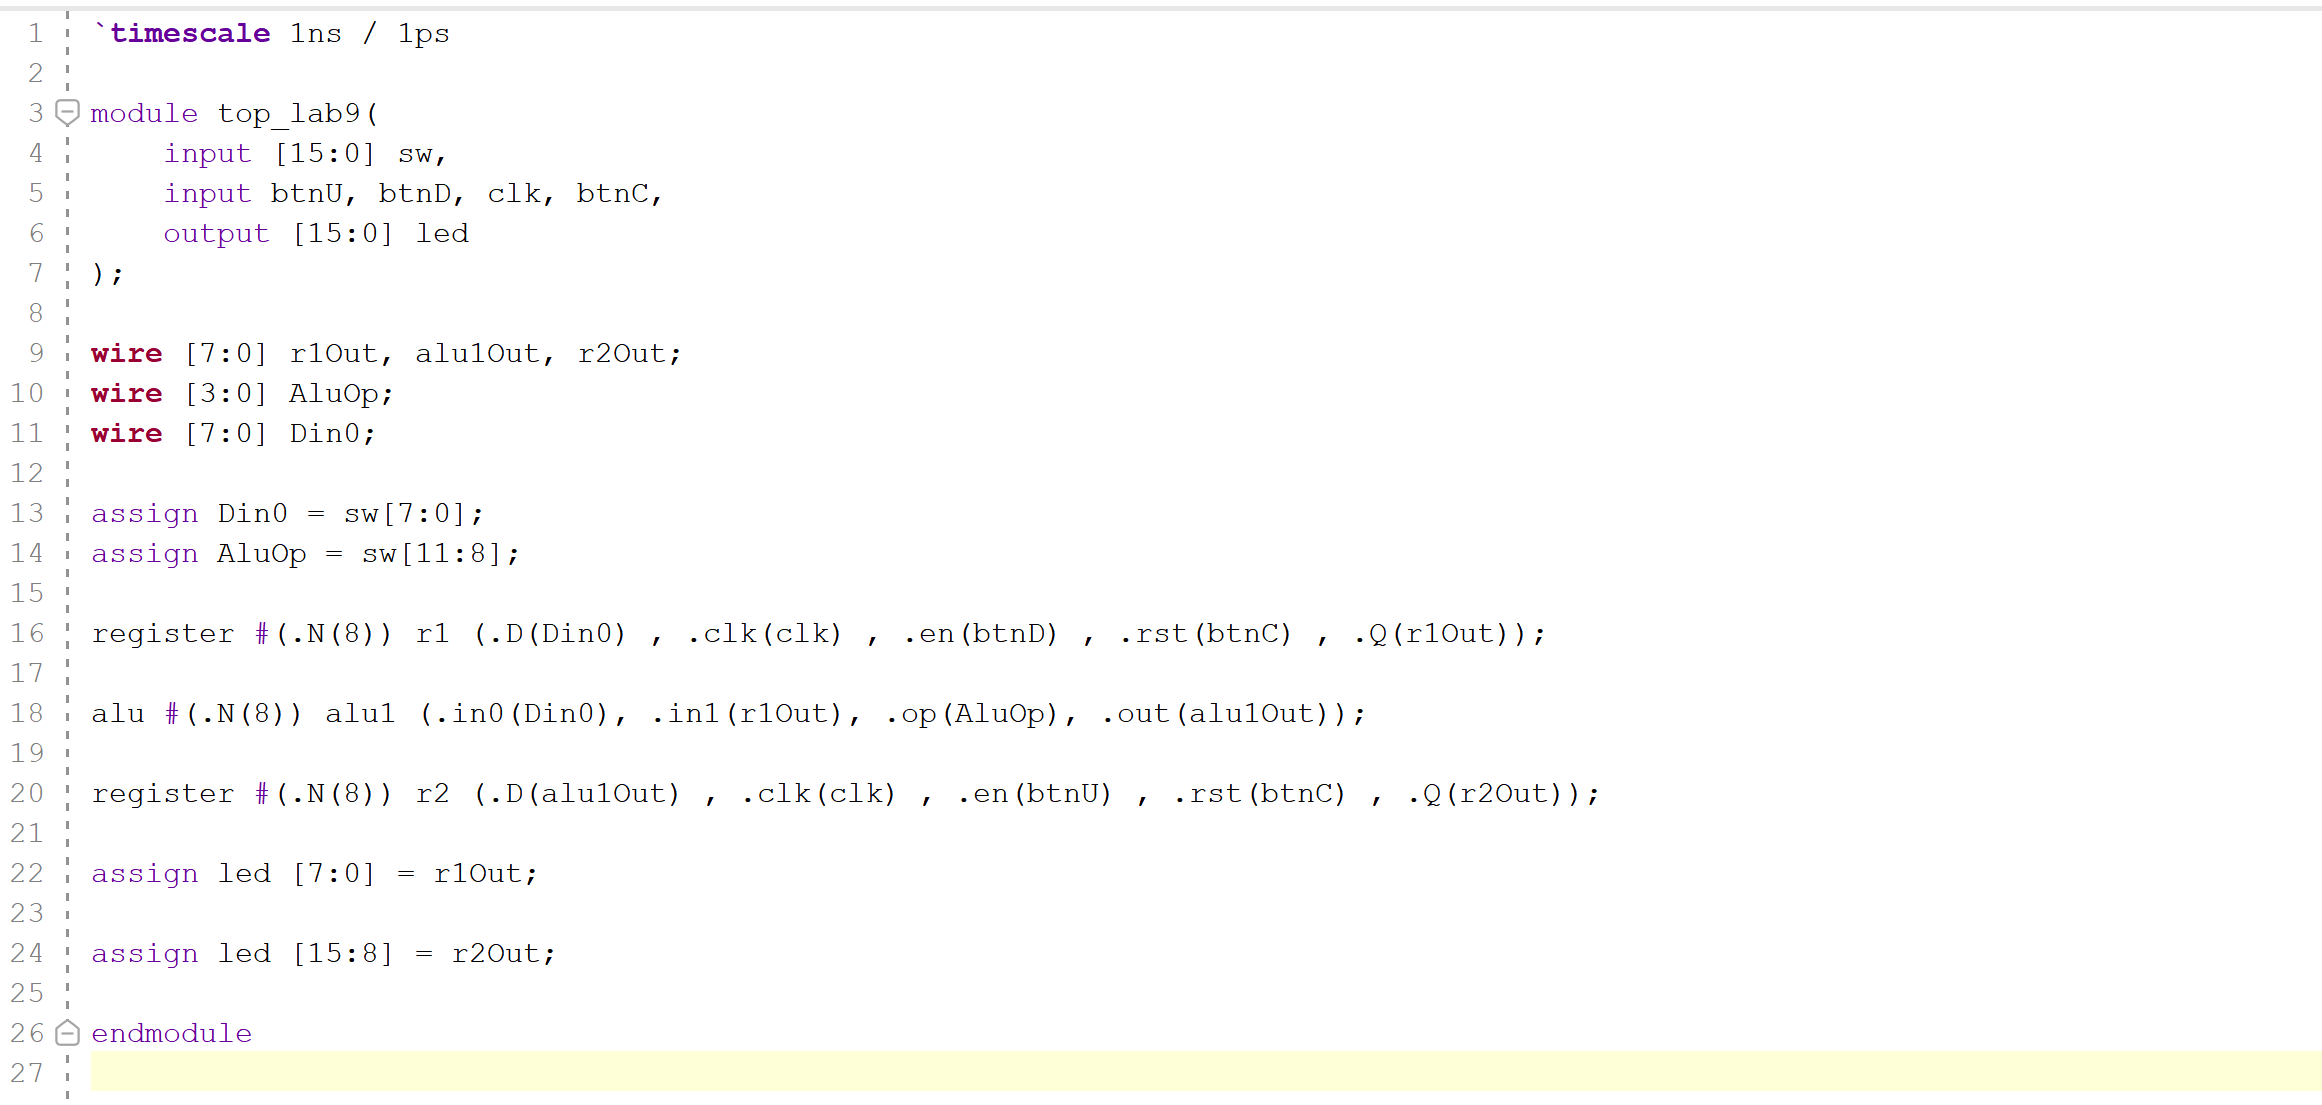 1 `timescale 1ns / 1ps
2
3 module top_lab9(
4     input [15:0] sw,
5     input btnU, btnD, clk, btnC,
6     output [15:0] led
7 );
8
9 wire [7:0] r1Out, alu1Out, r2Out;
10 wire [3:0] AluOp;
11 wire [7:0] Din0;
12
13 assign Din0 = sw[7:0];
14 assign AluOp = sw[11:8];
15
16 register #(.N(8)) r1 (.D(Din0) , .clk(clk) , .en(btnD) , .rst(btnC) , .Q(r1Out));
17
18 alu #(.N(8)) alu1 (.in0(Din0), .in1(r1Out), .op(AluOp), .out(alu1Out));
19
20 register #(.N(8)) r2 (.D(alu1Out) , .clk(clk) , .en(btnU) , .rst(btnC) , .Q(r2Out));
21
22 assign led [7:0] = r1Out;
23
24 assign led [15:8] = r2Out;
25
26 endmodule
27